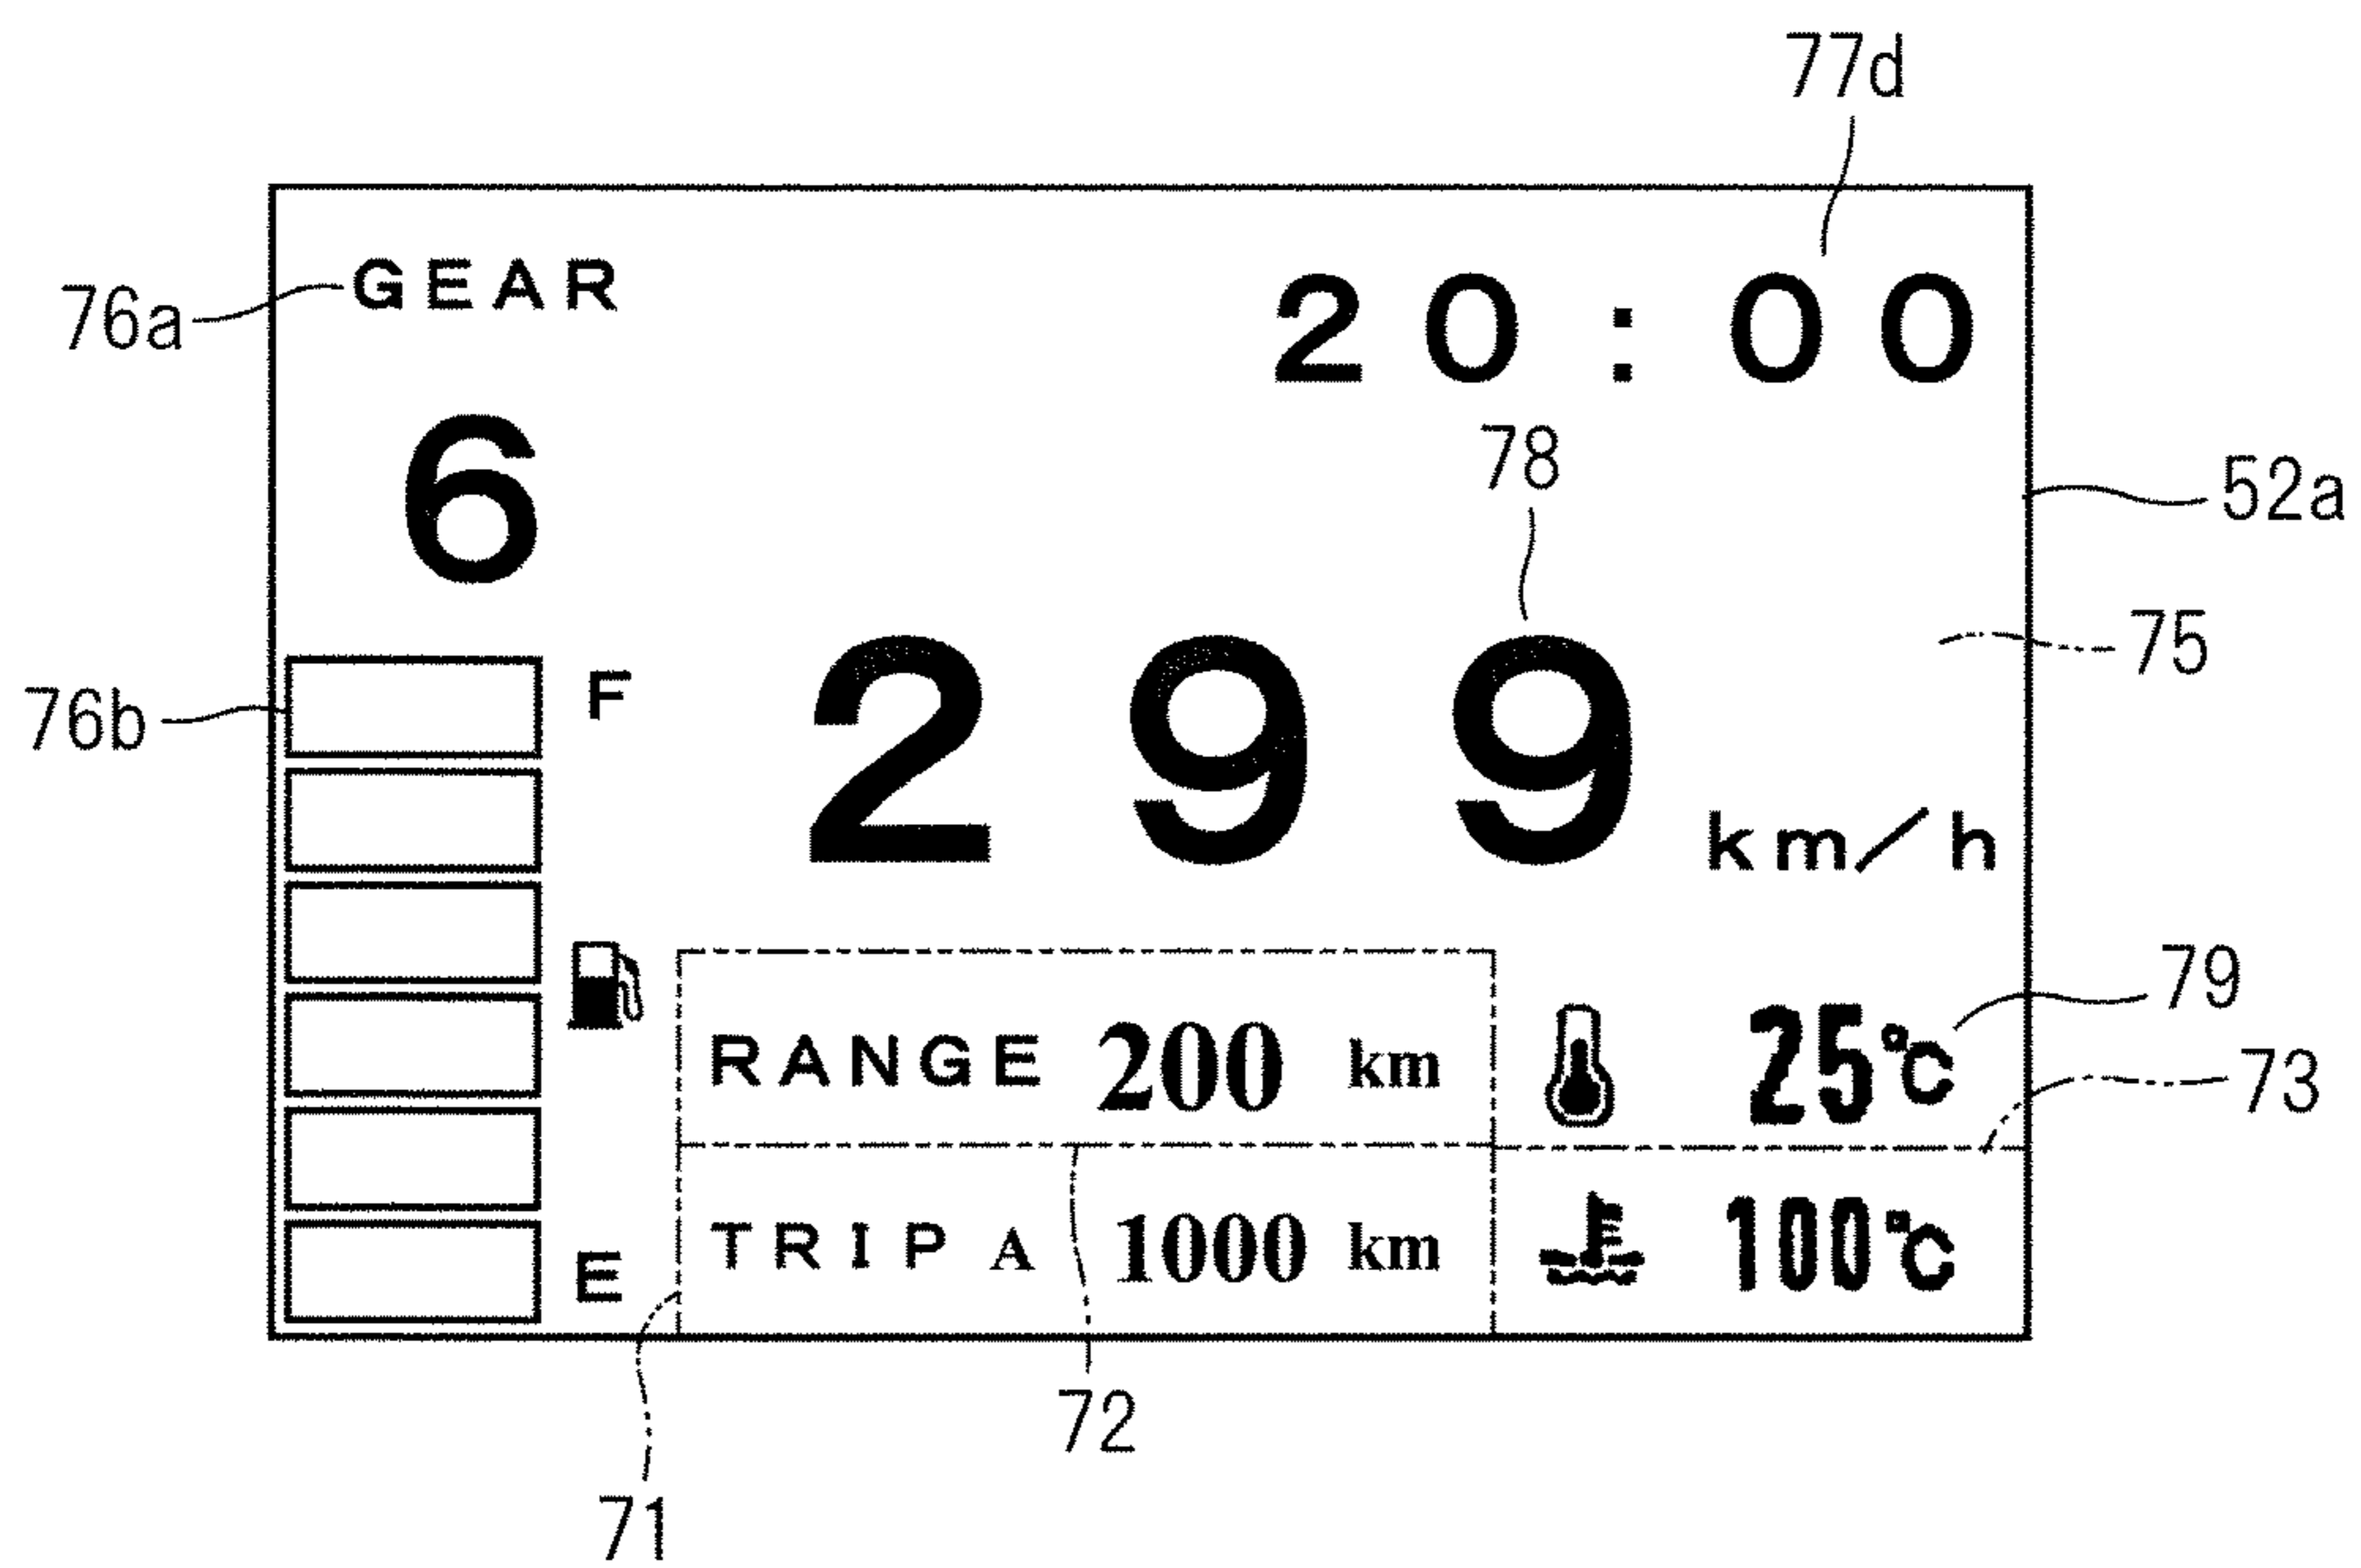 77d
GEAR
76a
20:00
6
78
52a
75
F
76b
299 km/h
79
RANGE 200 km
25℃
73
TRIP A 1000 km
100℃
E
72
71